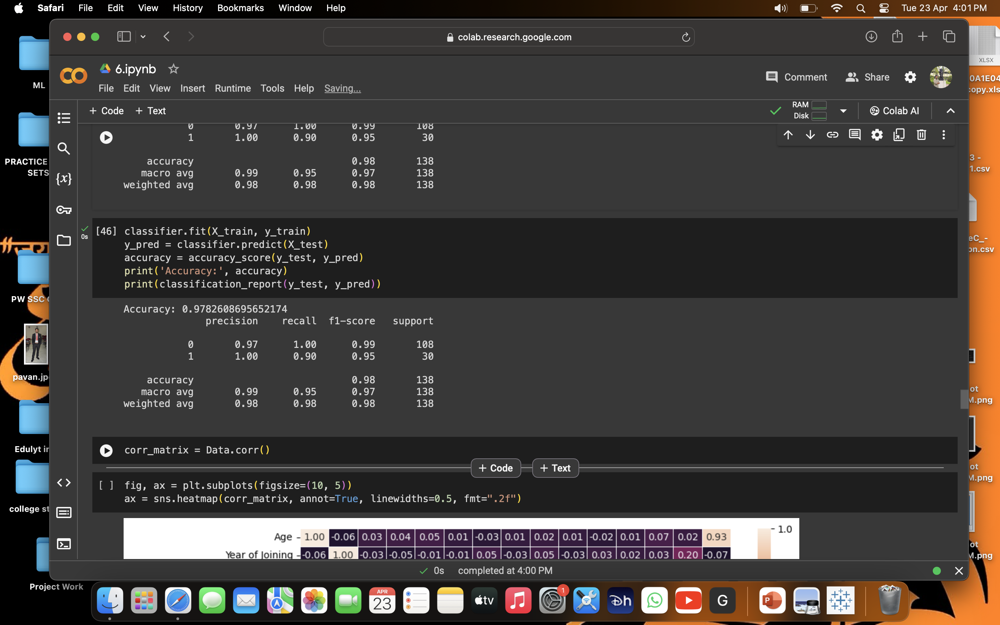 Safari File Edit View History Bookmarks Window Help Tue 23 Apr 4:01 PM
colab.research.google.com
6.ipynb
File Edit View Insert Runtime Tools Help Saving...
Comment Share
+ Code + Text
RAM
Disk
Colab AI
0 0.97 1.00 0.99 108
1 1.00 0.90 0.95 30
accuracy 0.98 138
macro avg 0.99 0.95 0.97 138
weighted avg 0.98 0.98 0.98 138
{x}
0s
[46] classifier.fit(X_train, y_train)
y_pred = classifier.predict(X_test)
accuracy = accuracy_score(y_test, y_pred)
print('Accuracy:', accuracy)
print(classification_report(y_test, y_pred))
Accuracy: 0.9782608695652174
precision recall f1-score support
0 0.97 1.00 0.99 108
1 1.00 0.90 0.95 30
accuracy 0.98 138
macro avg 0.99 0.95 0.97 138
weighted avg 0.98 0.98 0.98 138
corr_matrix = Data.corr()
+ Code + Text
[ ] fig, ax = plt.subplots(figsize=(10, 5))
ax = sns.heatmap(corr_matrix, annot=True, linewidths=0.5, fmt=".2f")
Age 1.00 -0.06 0.03 0.04 0.05 0.01 -0.03 0.01 0.02 0.01 -0.02 0.01 0.07 0.02 0.93
1.0
Year of Joining -0.06 1.00 -0.03 -0.05 -0.01 -0.01 0.05 -0.03 0.05 -0.03 0.03 0.02 0.03 0.20 -0.07
0s completed at 4:00 PM
ML
PRACTICE
SETS
#जय
PW SSC
pavan.jp
Edulyt in
college st
Project Work
XLSX
0A1E04
copy.xls
3 -
1.csv
eC_-
on.csv
ot
M.png
ot
M.png
ot
M.png
APR
23
tv
1
Dh
G
P